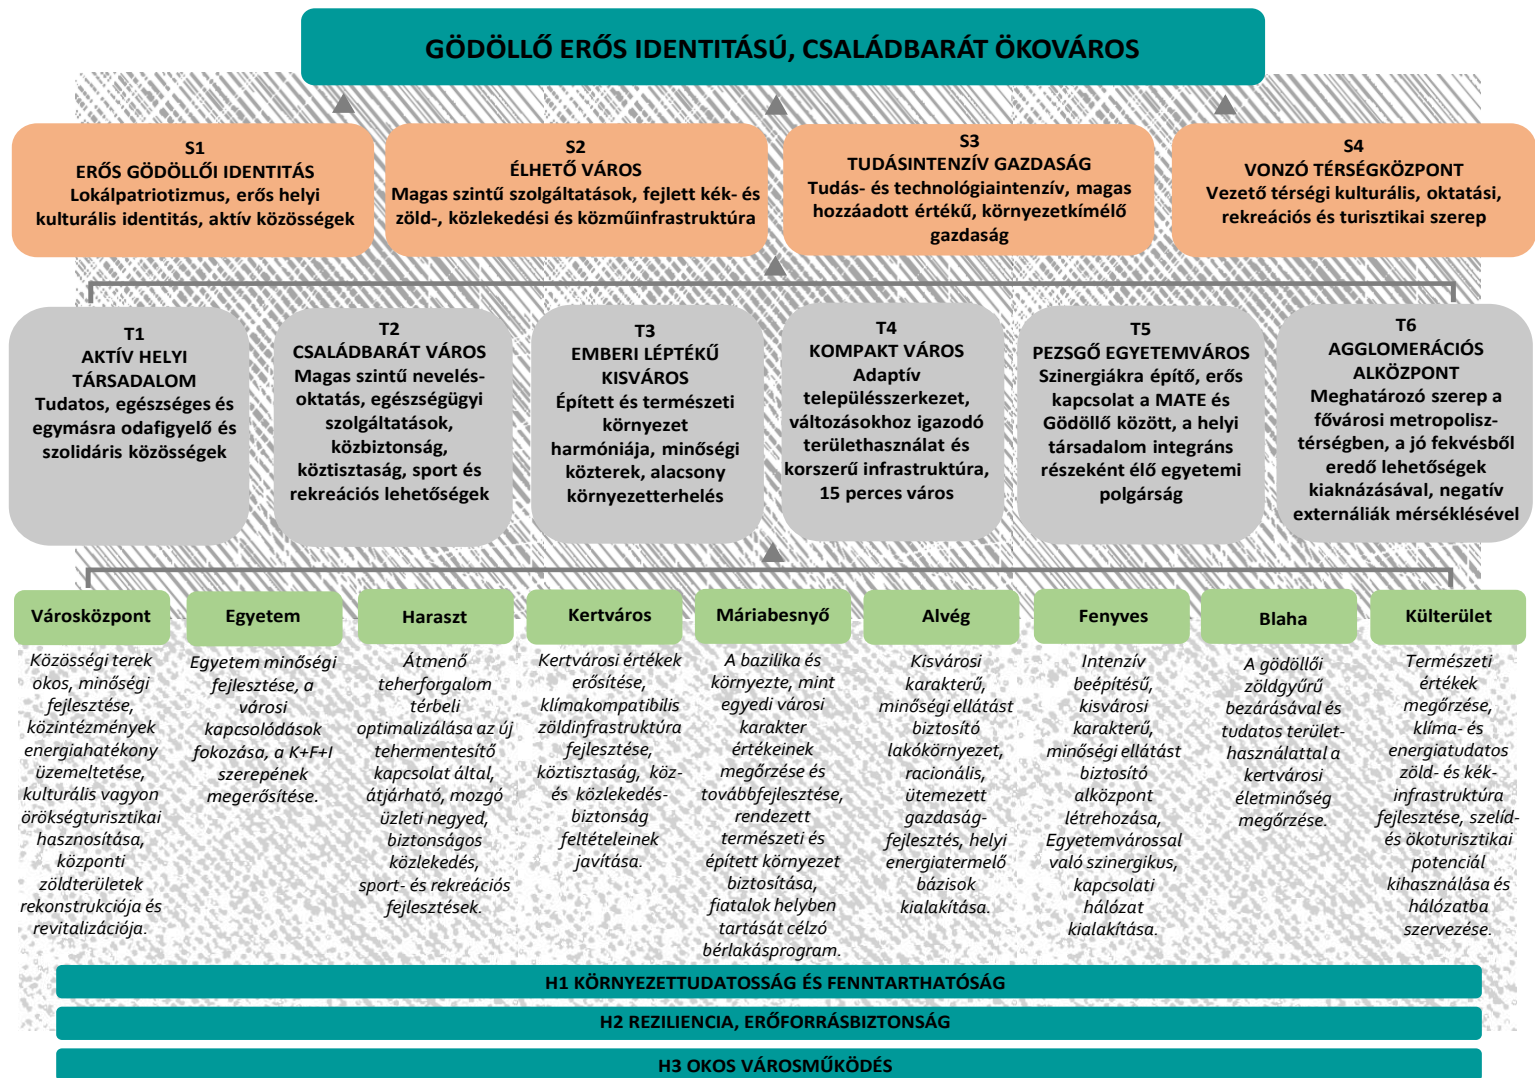 GÖDÖLLŐ ERŐS IDENTITÁSÚ, CSALÁDBARÁT ÖKOVÁROS
S1
ERŐS GÖDÖLLŐI IDENTITÁS
Lokálpatriotizmus, erős helyi
kulturális identitás, aktív közösségek
S2
ÉLHETŐ VÁROS
Magas szintű szolgáltatások, fejlett kék- és
zöld-, közlekedési és közműinfrastruktúra
S3
TUDÁSINTENZÍV GAZDASÁG
Tudás- és technológiaintenzív, magas
hozzáadott értékű, környezetkímélő
gazdaság
S4
VONZÓ TÉRSÉGKÖZPONT
Vezető térségi kulturális, oktatási,
rekreációs és turisztikai szerep
T1
AKTÍV HELYI
TÁRSADALOM
Tudatos, egészséges és
egymásra odafigyelő és
szolidáris közösségek
T2
CSALÁDBARÁT VÁROS
Magas szintű nevelés-
oktatás, egészségügyi
szolgáltatások,
közbiztonság,
köztisztaság, sport és
rekreációs lehetőségek
T3
EMBERI LÉPTÉKŰ
KISVÁROS
Épített és természeti
környezet
harmóniája, minőségi
közterek, alacsony
környezetterhelés
T4
KOMPAKT VÁROS
Adaptív
településszerkezet,
változásokhoz igazodó
területhasználat és
korszerű infrastruktúra,
15 perces város
T5
PEZSGŐ EGYETEMVÁROS
Szinergiákra építő, erős
kapcsolat a MATE és
Gödöllő között, a helyi
társadalom integráns
részeként élő egyetemi
polgárság
T6
AGGLOMERÁCIÓS
ALKÖZPONT
Meghatározó szerep a
fővárosi metropolisz-
térségben, a jó fekvésből
eredő lehetőségek
kiaknázásával, negatív
externáliák mérséklésével
Városközpont
Közösségi terek
okos, minőségi
fejlesztése,
közintézmények
energiahatékony
üzemeltetése,
kulturális vagyon
örökségturisztikai
hasznosítása,
központi
zöldterületek
rekonstrukciója és
revitalizációja.
Egyetem
Egyetem minőségi
fejlesztése, a
városi
kapcsolódások
fokozása, a K+F+I
szerepének
megerősítése.
Haraszt
Átmenő
teherforgalom
térbeli
optimalizálása az új
tehermentesítő
kapcsolat által,
átjárható, mozgó
üzleti negyed,
biztonságos
közlekedés,
sport- és rekreációs
fejlesztések.
Kertváros
Kertvárosi értékek
erősítése,
klímakompatibilis
zöldinfrastruktúra
fejlesztése,
köztisztaság, köz-
és közlekedés-
biztonság
feltételeinek
javítása.
Máriabesnyő
A bazilika és
környezte, mint
egyedi városi
karakter
értékeinek
megőrzése és
továbbfejlesztése,
rendezett
természeti és
épített környezet
biztosítása,
fiatalok helyben
tartását célzó
bérlakásprogram.
Alvég
Kisvárosi
karakterű,
minőségi ellátást
biztosító
lakókörnyezet,
racionális,
ütemezett
gazdaság-
fejlesztés, helyi
energiatermelő
bázisok
kialakítása.
Fenyves
Intenzív
beépítésű,
kisvárosi
karakterű,
minőségi ellátást
biztosító
alközpont
létrehozása,
Egyetemvárossal
való szinergikus,
kapcsolati
hálózat
kialakítása.
Blaha
A gödöllői
zöldgyűrű
bezárásával és
tudatos terület-
használattal a
kertvárosi
életminőség
megőrzése.
Külterület
Természeti
értékek
megőrzése,
klíma- és
energiatudatos
zöld- és kék-
infrastruktúra
fejlesztése, szelíd-
és ökoturisztikai
potenciál
kihasználása és
hálózatba
szervezése.
H1 KÖRNYEZETTUDATOSSÁG ÉS FENNTARTHATÓSÁG
H2 REZILIENCIA, ERŐFORRÁSBIZTONSÁG
H3 OKOS VÁROSMŰKÖDÉS